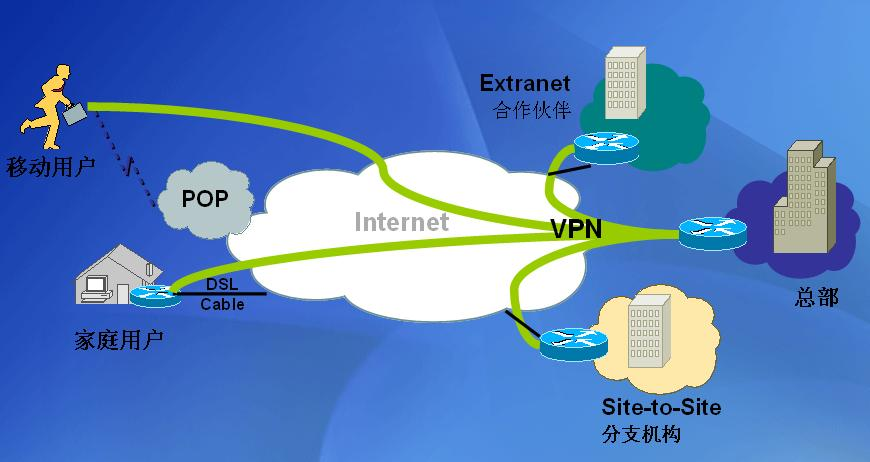 Extranet
合作伙伴
移动用户
POP
Internet
VPN
DSL
Cable
总部
家庭用户
Site-to-Site
分支机构